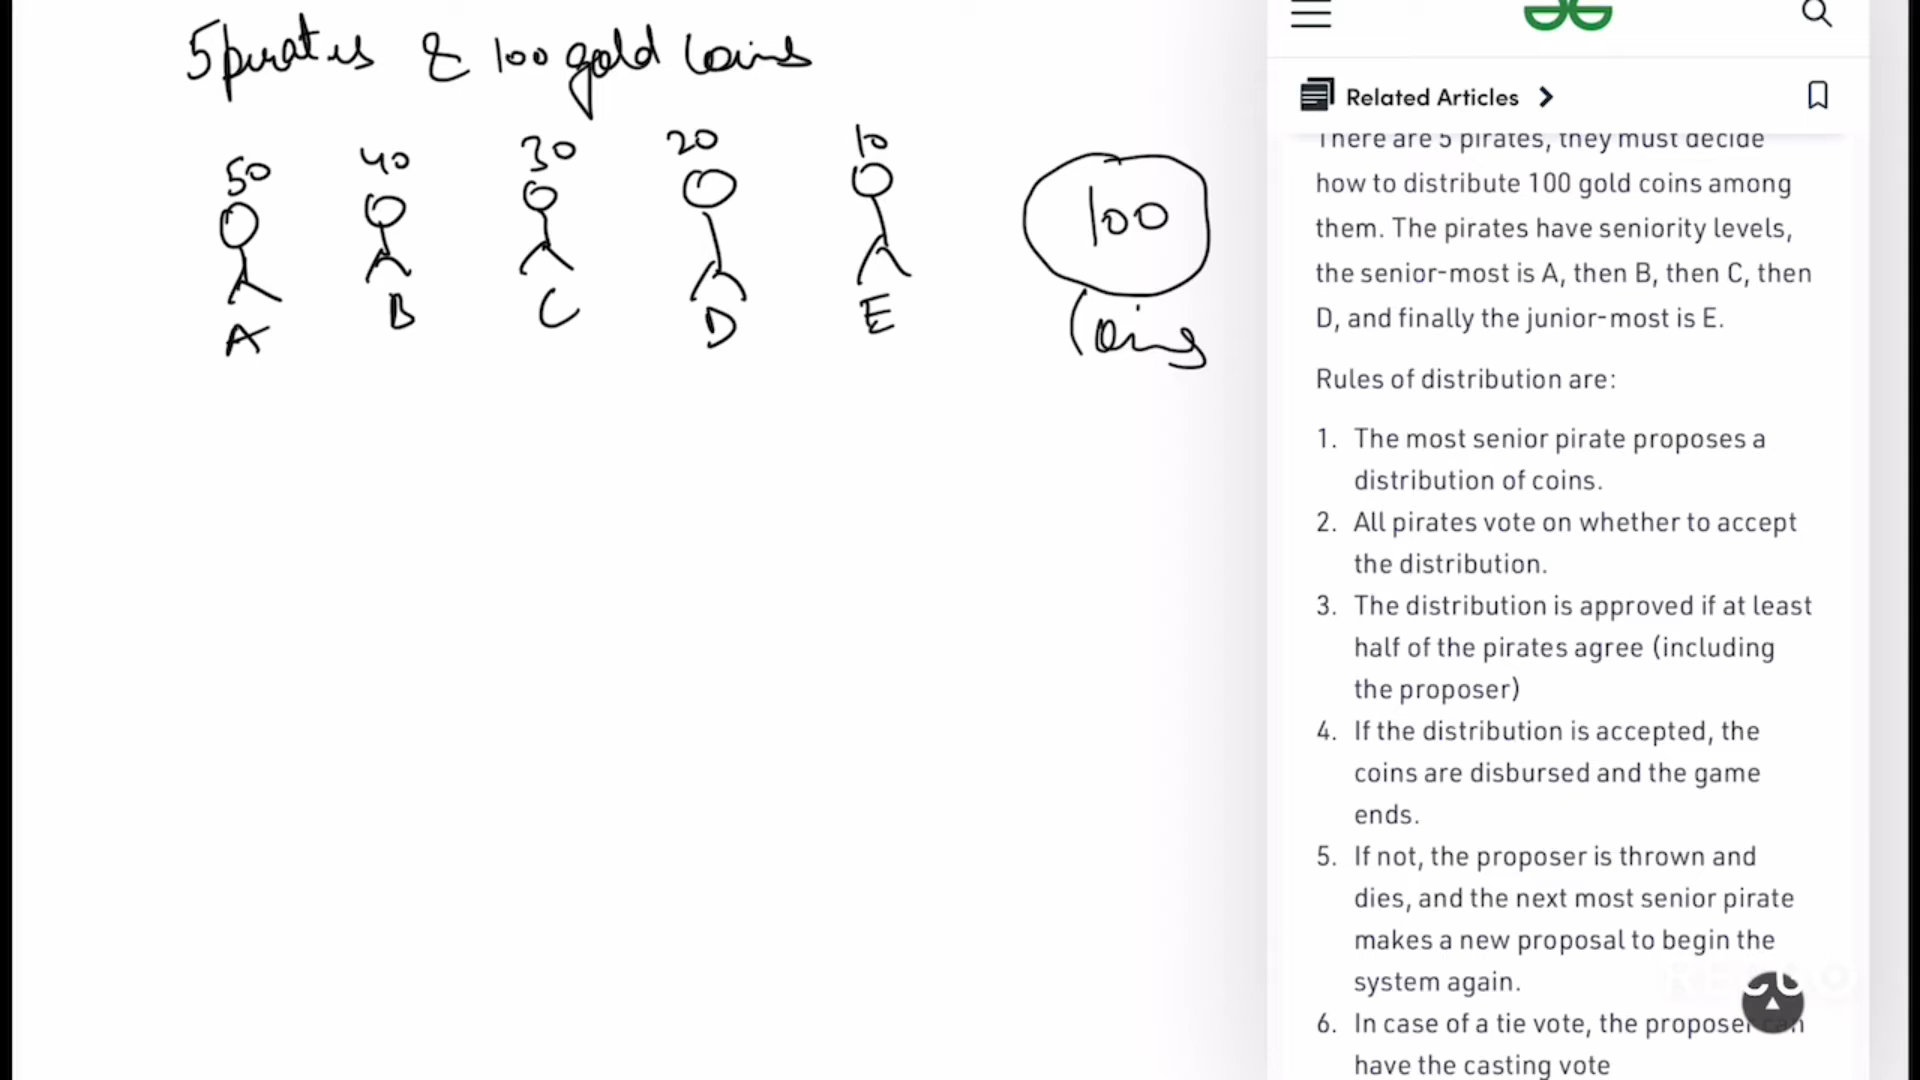 5 pirates & 100 gold coins
50 40 30 20 10
100
A B C D E
Coins
Related Articles
There are 5 pirates, they must decide
how to distribute 100 gold coins among
them. The pirates have seniority levels,
the senior-most is A, then B, then C, then
D, and finally the junior-most is E.
Rules of distribution are:
1. The most senior pirate proposes a
distribution of coins.
2. All pirates vote on whether to accept
the distribution.
3. The distribution is approved if at least
half of the pirates agree (including
the proposer)
4. If the distribution is accepted, the
coins are disbursed and the game
ends.
5. If not, the proposer is thrown and
dies, and the next most senior pirate
makes a new proposal to begin the
system again.
6. In case of a tie vote, the proposer can
have the casting vote